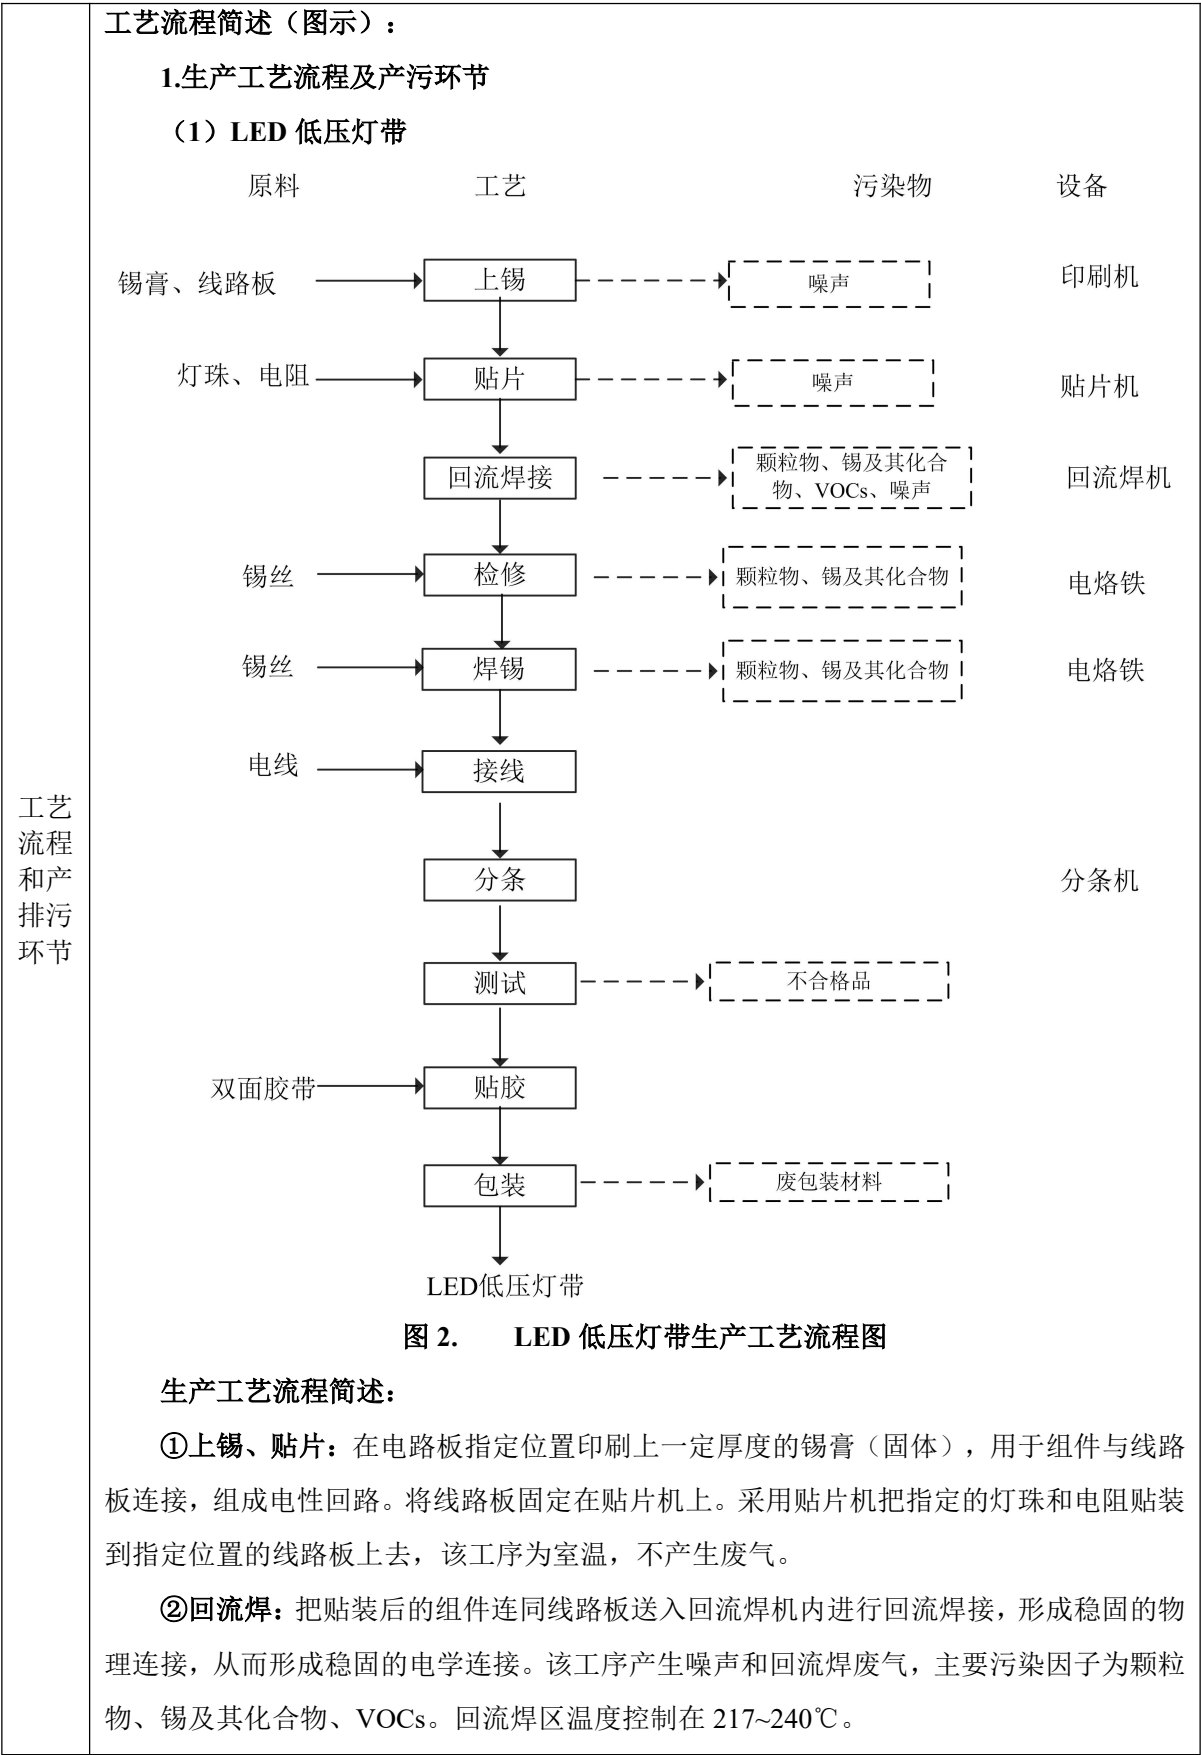 工艺流程简述（图示）：
1.生产工艺流程及产污环节
（1）LED 低压灯带
原料 工艺 污染物 设备
锡膏、线路板 上锡 噪声 印刷机
灯珠、电阻 贴片 噪声 贴片机
回流焊接 颗粒物、锡及其化合 回流焊机
物、VOCs、噪声
锡丝 检修 颗粒物、锡及其化合物 电烙铁
锡丝 焊锡 颗粒物、锡及其化合物 电烙铁
电线 接线
分条 分条机
测试 不合格品
双面胶带 贴胶
包装 废包装材料
LED低压灯带
图 2. LED 低压灯带生产工艺流程图
工艺
流程
和产
排污
环节
生产工艺流程简述：
①上锡、贴片：在电路板指定位置印刷上一定厚度的锡膏（固体），用于组件与线路
板连接，组成电性回路。将线路板固定在贴片机上。采用贴片机把指定的灯珠和电阻贴装
到指定位置的线路板上去，该工序为室温，不产生废气。
②回流焊：把贴装后的组件连同线路板送入回流焊机内进行回流焊接，形成稳固的物
理连接，从而形成稳固的电学连接。该工序产生噪声和回流焊废气，主要污染因子为颗粒
物、锡及其化合物、VOCs。回流焊区温度控制在 217~240℃。